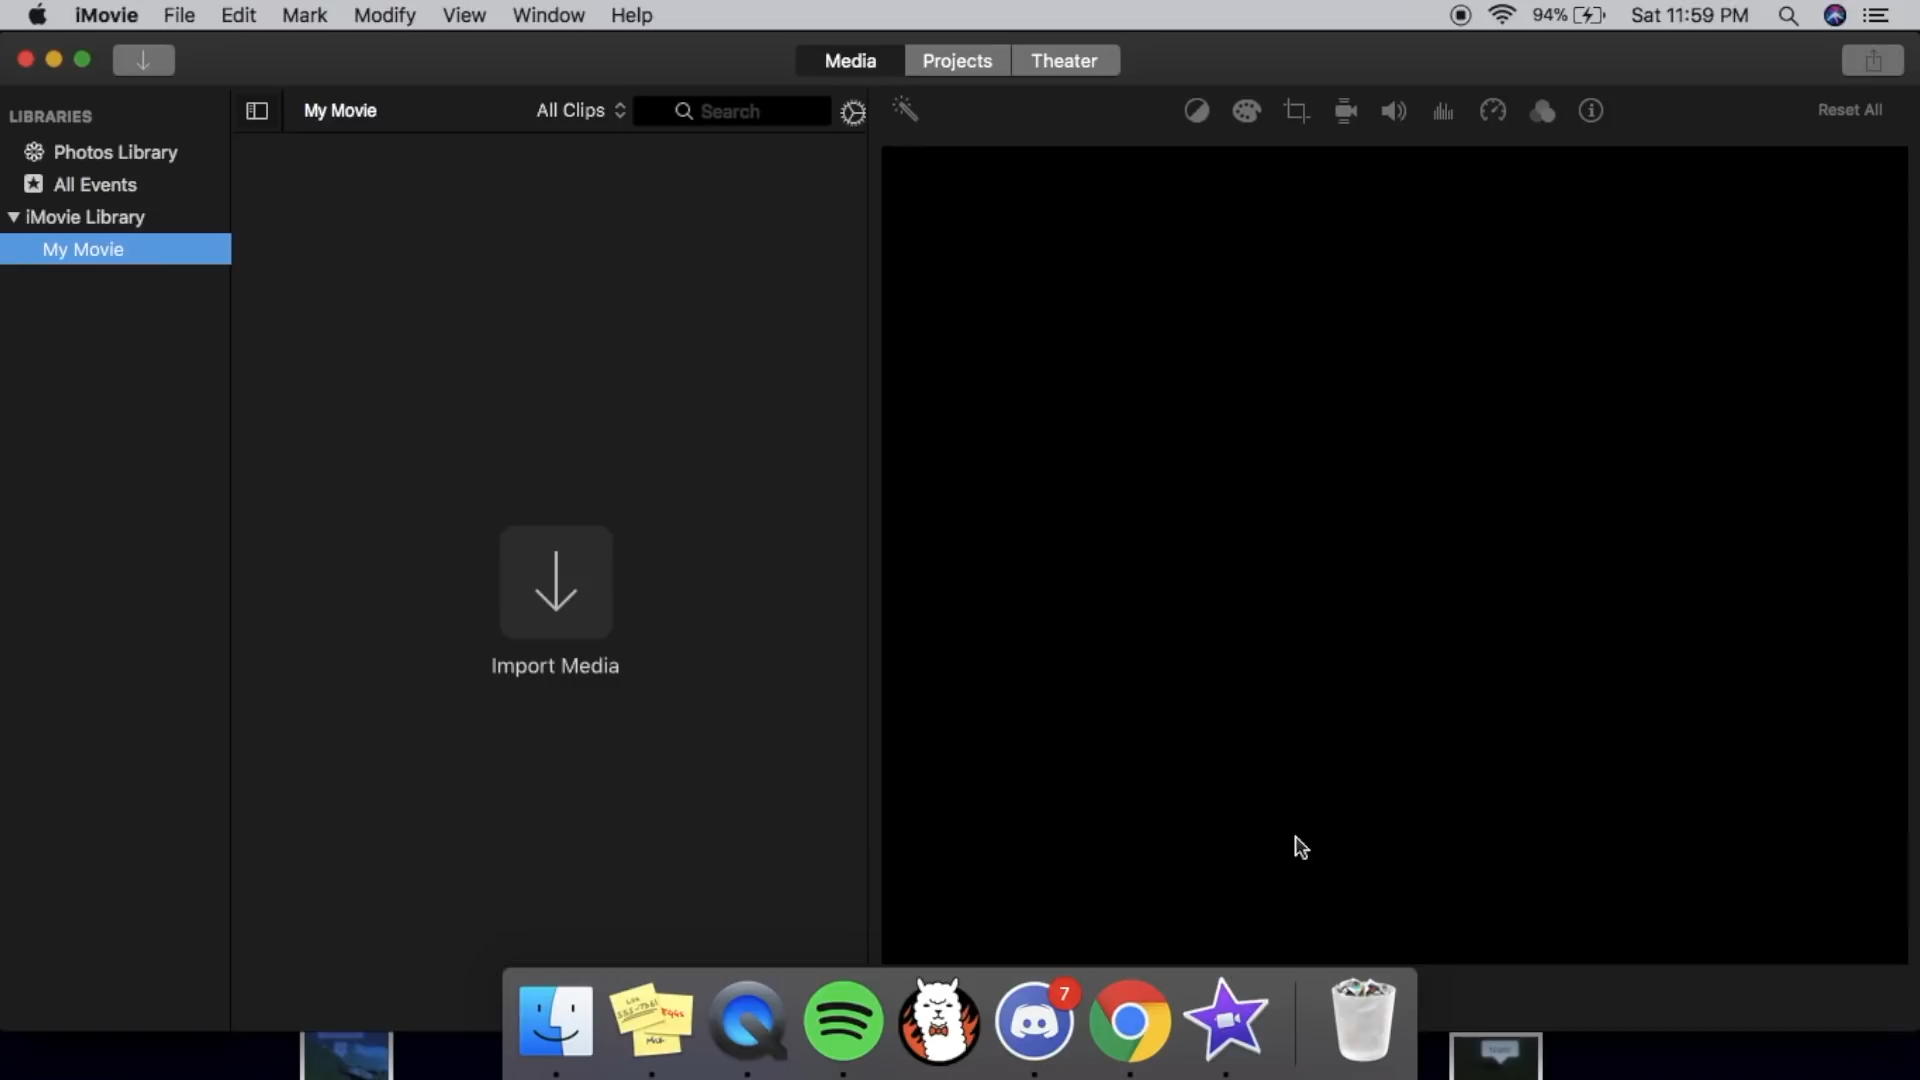 iMovie File Edit Mark Modify View Window Help 94% Sat 11:59 PM
Media Projects Theater
LIBRARIES
My Movie All Clips Search Reset All
Photos Library
All Events
iMovie Library
My Movie
Import Media
7